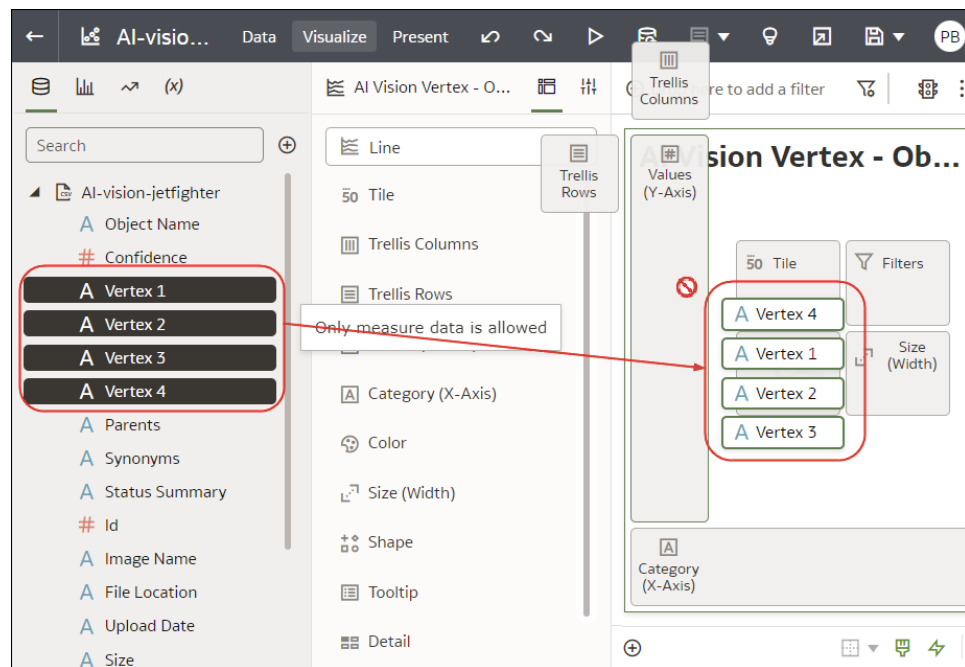 AI-visio...
Data
Visualize
Present
PB
(x)
AI Vision Vertex - O...
re to add a filter
Search
AI-vision-jetfighter
A Object Name
# Confidence
A Vertex 1
A Vertex 2
A Vertex 3
A Vertex 4
A Parents
A Synonyms
A Status Summary
# Id
A Image Name
A File Location
A Upload Date
A Size
Line
50 Tile
Trellis Columns
Trellis Rows
Only measure data is allowed
Category (X-Axis)
Color
Size (Width)
Shape
Tooltip
Detail
Trellis
Columns
Trellis
Rows
Values
(Y-Axis)
sion Vertex - Ob...
50 Tile
Filters
Size
(Width)
A Vertex 4
A Vertex 1
A Vertex 2
A Vertex 3
Category
(X-Axis)